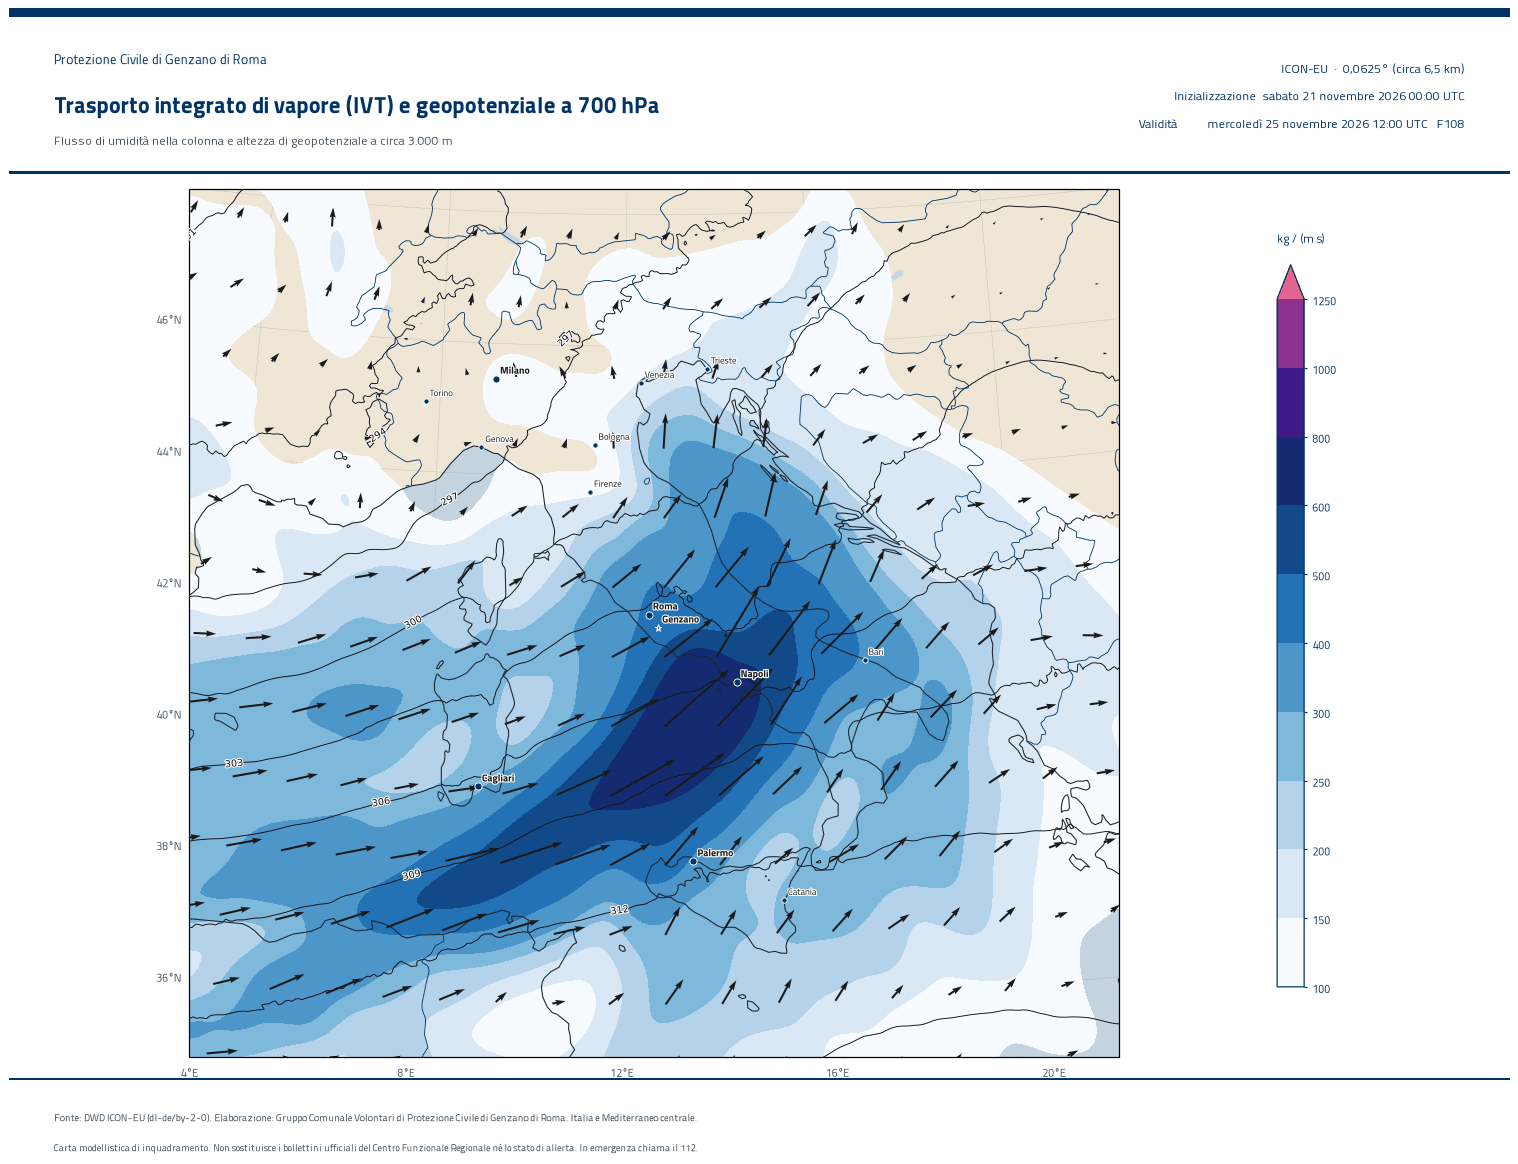 Protezione Civile di Genzano di Roma
Trasporto integrato di vapore (IVT) e geopotenziale a 700 hPa
Flusso di umidità nella colonna e altezza di geopotenziale a circa 3.000 m
ICON-EU · 0,0625° (circa 6,5 km)
Inizializzazione sabato 21 novembre 2026 00:00 UTC
Validità mercoledì 25 novembre 2026 12:00 UTC F108
kg / (m s)
1250
1000
800
600
500
400
300
250
200
150
100
46°N
44°N
42°N
40°N
38°N
36°N
4°E
8°E
12°E
16°E
20°E
297
Trieste
Venezia
Milano
Torino
294
Genova
Bologna
Firenze
297
300
Roma
Genzano
Bari
Napoli
303
Cagliari
306
Palermo
309
Catania
312
Fonte: DWD ICON-EU (dl-de/by-2-0). Elaborazione: Gruppo Comunale Volontari di Protezione Civile di Genzano di Roma. Italia e Mediterraneo centrale.
Carta modellistica di inquadramento. Non sostituisce i bollettini ufficiali del Centro Funzionale Regionale né lo stato di allerta. In emergenza chiama il 112.